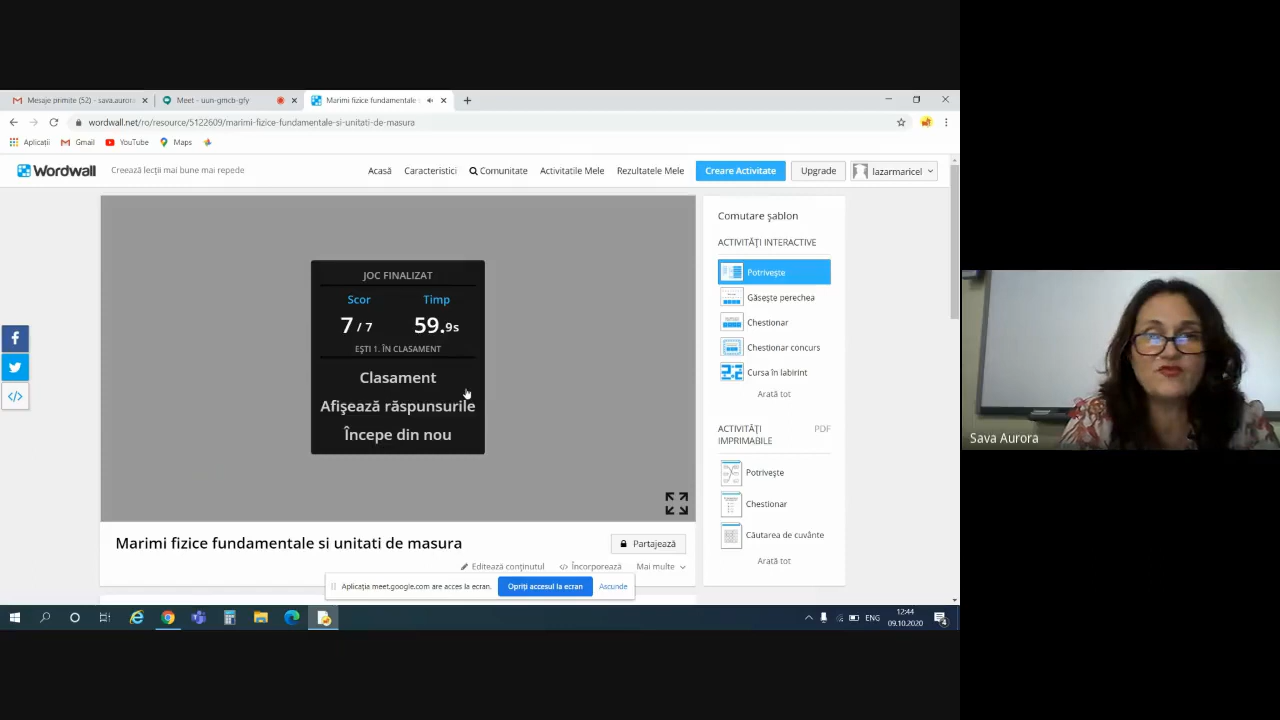 Mesaje primite (52) - sava.aurora
Meet - uun-gmcb-gfy
Marimi fizice fundamentale
wordwall.net/ro/resource/5122609/marimi-fizice-fundamentale-si-unitati-de-masura
Aplicații Gmail YouTube Maps
Wordwall Creează lecții mai bune mai repede
Acasă Caracteristici Comunitate Activitatile Mele Rezultatele Mele Creare Activitate Upgrade lazarmaricel
JOC FINALIZAT
Scor Timp
7 / 7 59.9s
EȘTI 1. ÎN CLASAMENT
Clasament
Afișează răspunsurile
Începe din nou
Comutare șablon
ACTIVITĂȚI INTERACTIVE
Potrivește
Găsește perechea
Chestionar
Chestionar concurs
Cursa în labirint
Arată tot
ACTIVITĂȚI IMPRIMABILE PDF
Potrivește
Chestionar
Căutarea de cuvânte
Arată tot
Marimi fizice fundamentale si unitati de masura
Partajează
Editează conținutul Încorporează Mai multe
Aplicația meet.google.com are acces la ecran. Opriți accesul la ecran Ascunde
ENG
12:44
09.10.2020
4
Sava Aurora